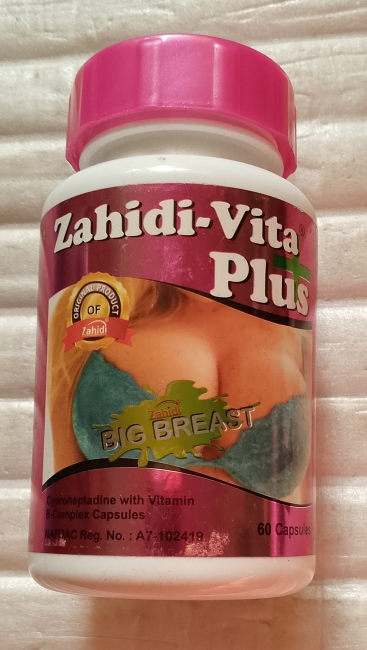 Zahidi-Vita®
Plus
ORIGINAL PRODUCT
OF
Zahidi
Zahidi
BIG BREAST
Cyproheptadine with Vitamin
B-Complex Capsules
NAFDAC Reg. No. : A7-102419
60 Capsules